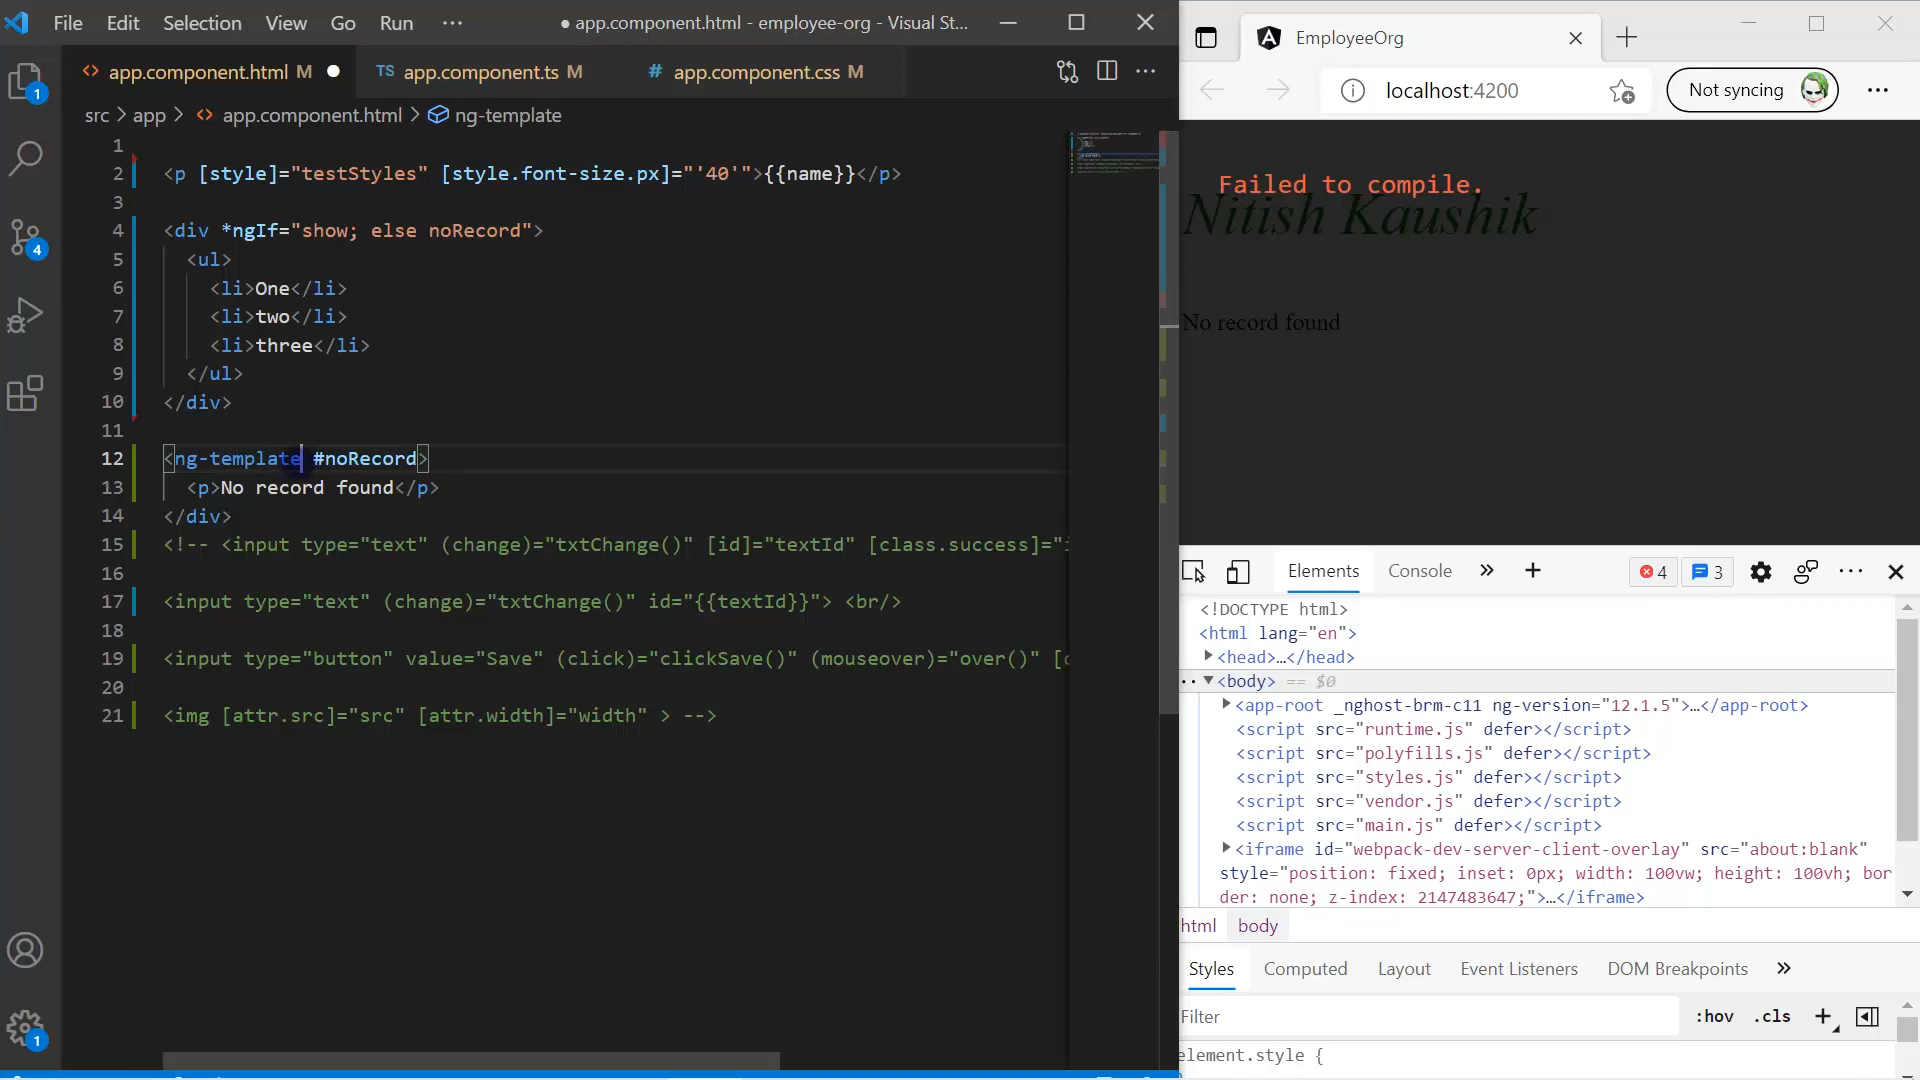 File Edit Selection View Go Run ··· ● app.component.html - employee-org - Visual St...
app.component.html M TS app.component.ts M # app.component.css M ···
src > app > app.component.html > ng-template
1
2 <p [style]="testStyles" [style.font-size.px]="'40'">{{name}}</p>
3
4 <div *ngIf="show; else noRecord">
5 <ul>
6 <li>One</li>
7 <li>two</li>
8 <li>three</li>
9 </ul>
10 </div>
11
12 <ng-template #noRecord>
13 <p>No record found</p>
14 </div>
15 <!-- <input type="text" (change)="txtChange()" [id]="textId" [class.success]="
16
17 <input type="text" (change)="txtChange()" id="{{textId}}"> <br/>
18
19 <input type="button" value="Save" (click)="clickSave()" (mouseover)="over()"
20
21 <img [attr.src]="src" [attr.width]="width" > -->
1
4
1
EmployeeOrg
localhost:4200 Not syncing ···
Failed to compile.
Nitish Kaushik
No record found
Elements Console » + 4 3 ···
<!DOCTYPE html>
<html lang="en">
<head>…</head>
<body> == $0
<app-root _nghost-brm-c11 ng-version="12.1.5">…</app-root>
<script src="runtime.js" defer></script>
<script src="polyfills.js" defer></script>
<script src="styles.js" defer></script>
<script src="vendor.js" defer></script>
<script src="main.js" defer></script>
<iframe id="webpack-dev-server-client-overlay" src="about:blank"
style="position: fixed; inset: 0px; width: 100vw; height: 100vh; bor
der: none; z-index: 2147483647;">…</iframe>
html body
Styles Computed Layout Event Listeners DOM Breakpoints »
Filter :hov .cls +
element.style {